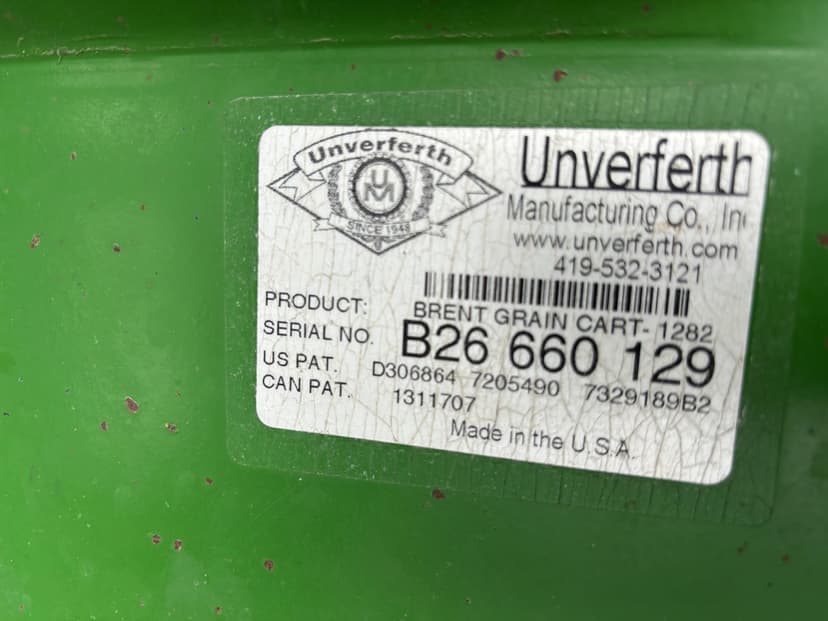 Unverferth
UM
SINCE 1948
Unverferth
Manufacturing Co., In
www.unverferth.com
419-532-3121
PRODUCT: BRENT GRAIN CART- 1282
SERIAL NO. B26 660 129
US PAT. D306864 7205490 7329189B2
CAN PAT. 1311707
Made in the U.S.A.